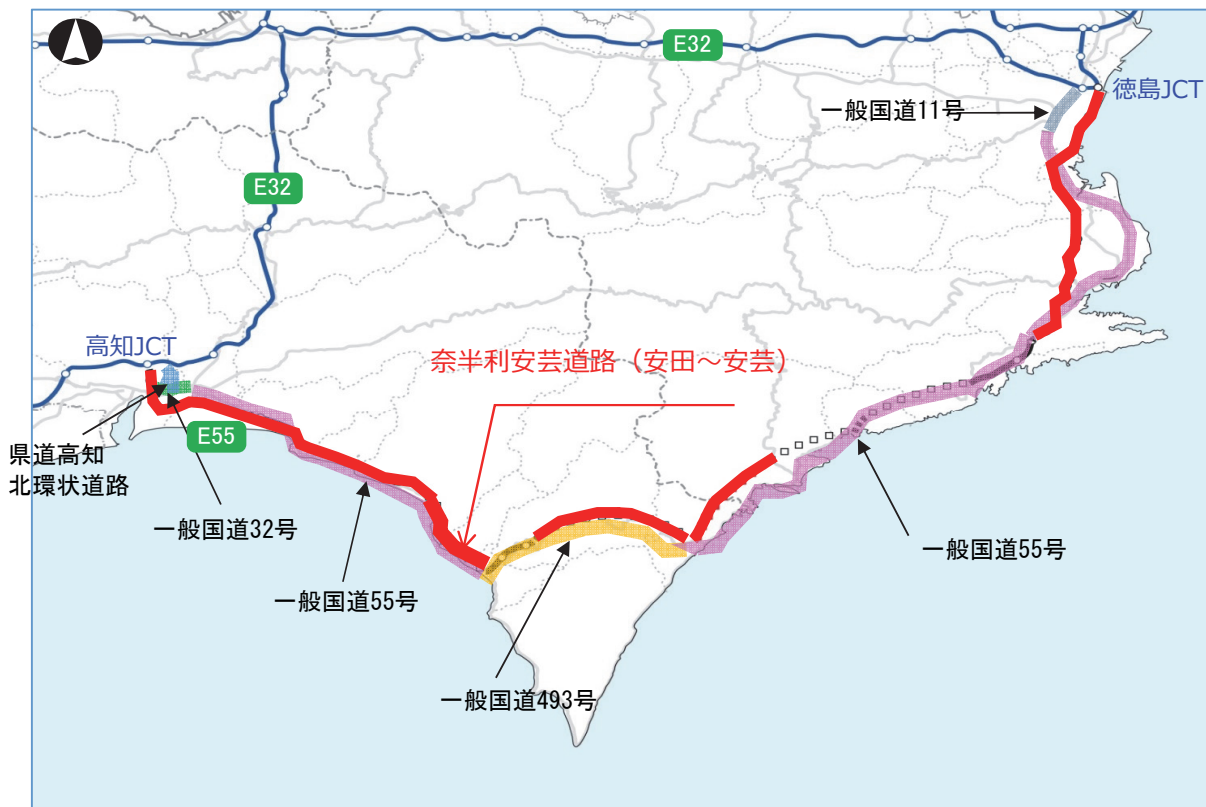 E32
徳島JCT
一般国道11号
E32
高知JCT
奈半利安芸道路（安田～安芸）
E55
県道高知
北環状道路
一般国道32号
一般国道55号
一般国道55号
一般国道493号